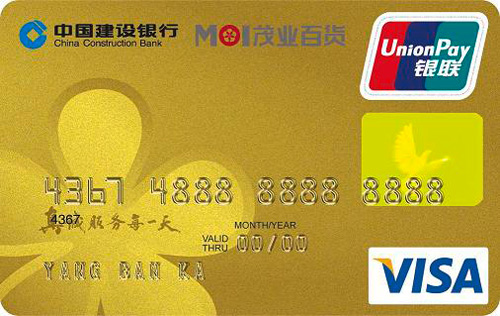 中国建设银行
China Construction Bank
MOI茂业百货
UnionPay
银联
4367 4888 8888 8888
4367
真诚服务每一天
MONTH/YEAR
VALID THRU 00/00
YANG BAN KA
VISA